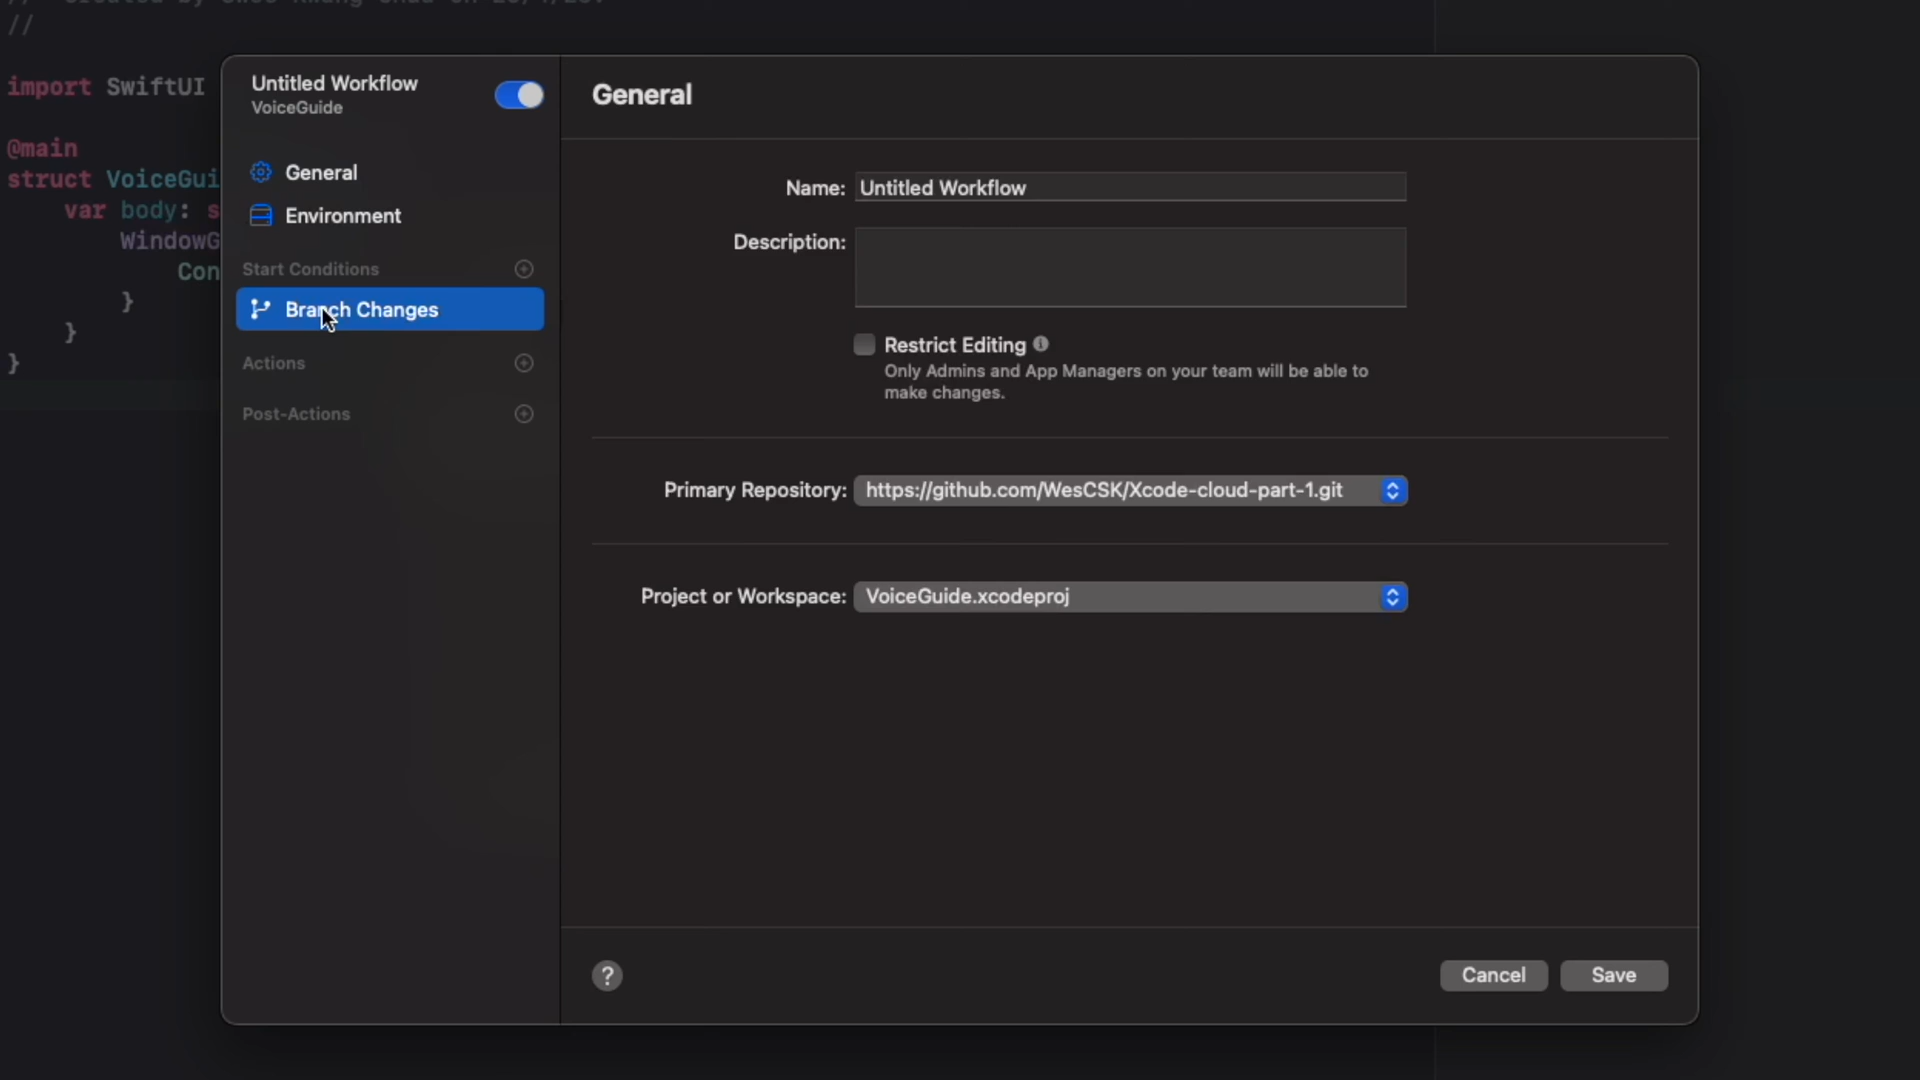 //
import SwiftUI
@main
struct VoiceGui
var body: s
WindowG
Con
}
}
}
Untitled Workflow
VoiceGuide
General
Environment
Start Conditions
Branch Changes
Actions
Post-Actions
General
Name: Untitled Workflow
Description:
Restrict Editing
Only Admins and App Managers on your team will be able to
make changes.
Primary Repository: https://github.com/WesCSK/Xcode-cloud-part-1.git
Project or Workspace: VoiceGuide.xcodeproj
?
Cancel
Save